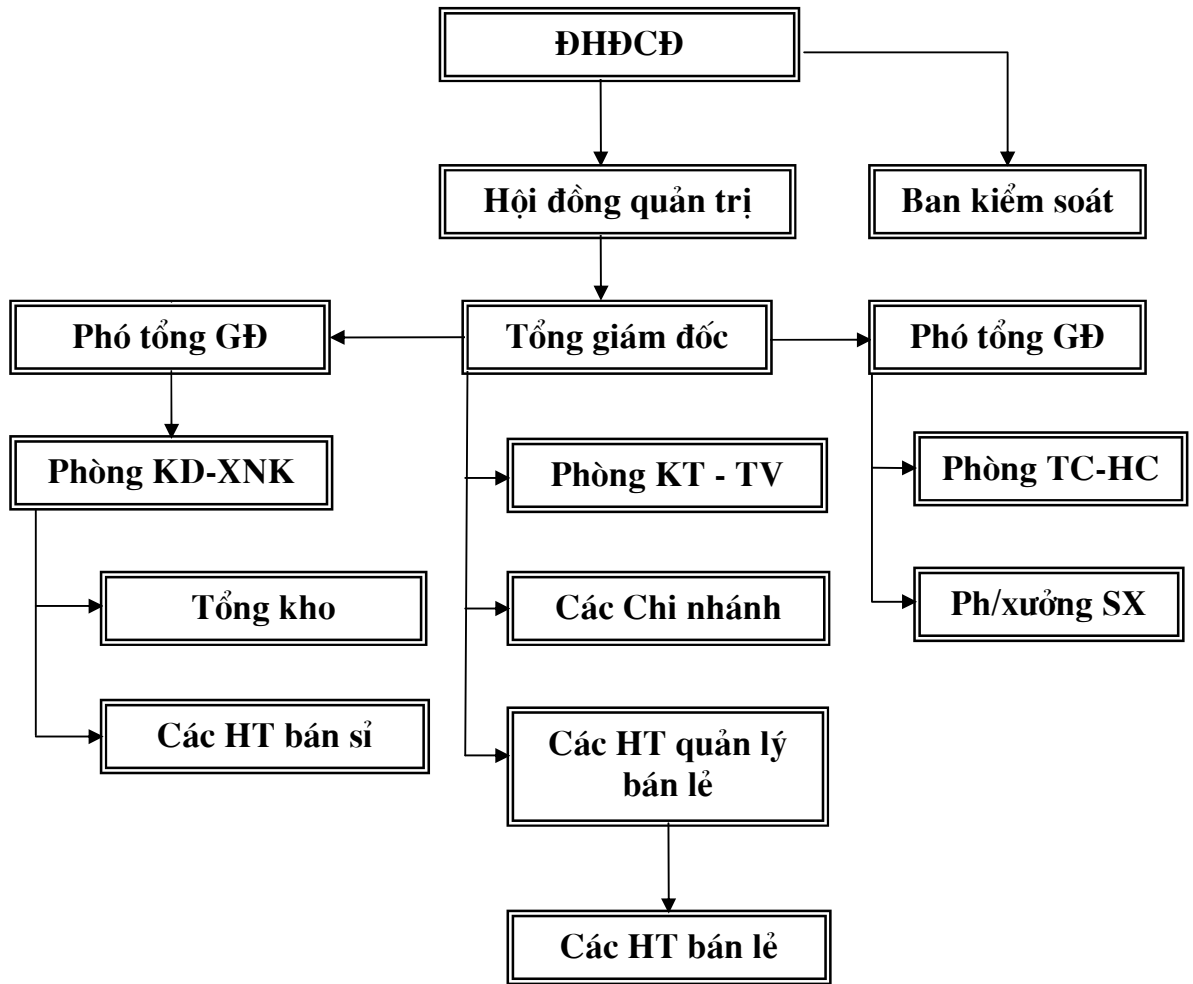 ĐHĐCĐ
Hội đồng quản trị
Ban kiểm soát
Phó tổng GĐ
Tổng giám đốc
Phó tổng GĐ
Phòng KD-XNK
Phòng KT - TV
Phòng TC-HC
Tổng kho
Các Chi nhánh
Ph/xưởng SX
Các HT bán sỉ
Các HT quản lý
bán lẻ
Các HT bán lẻ